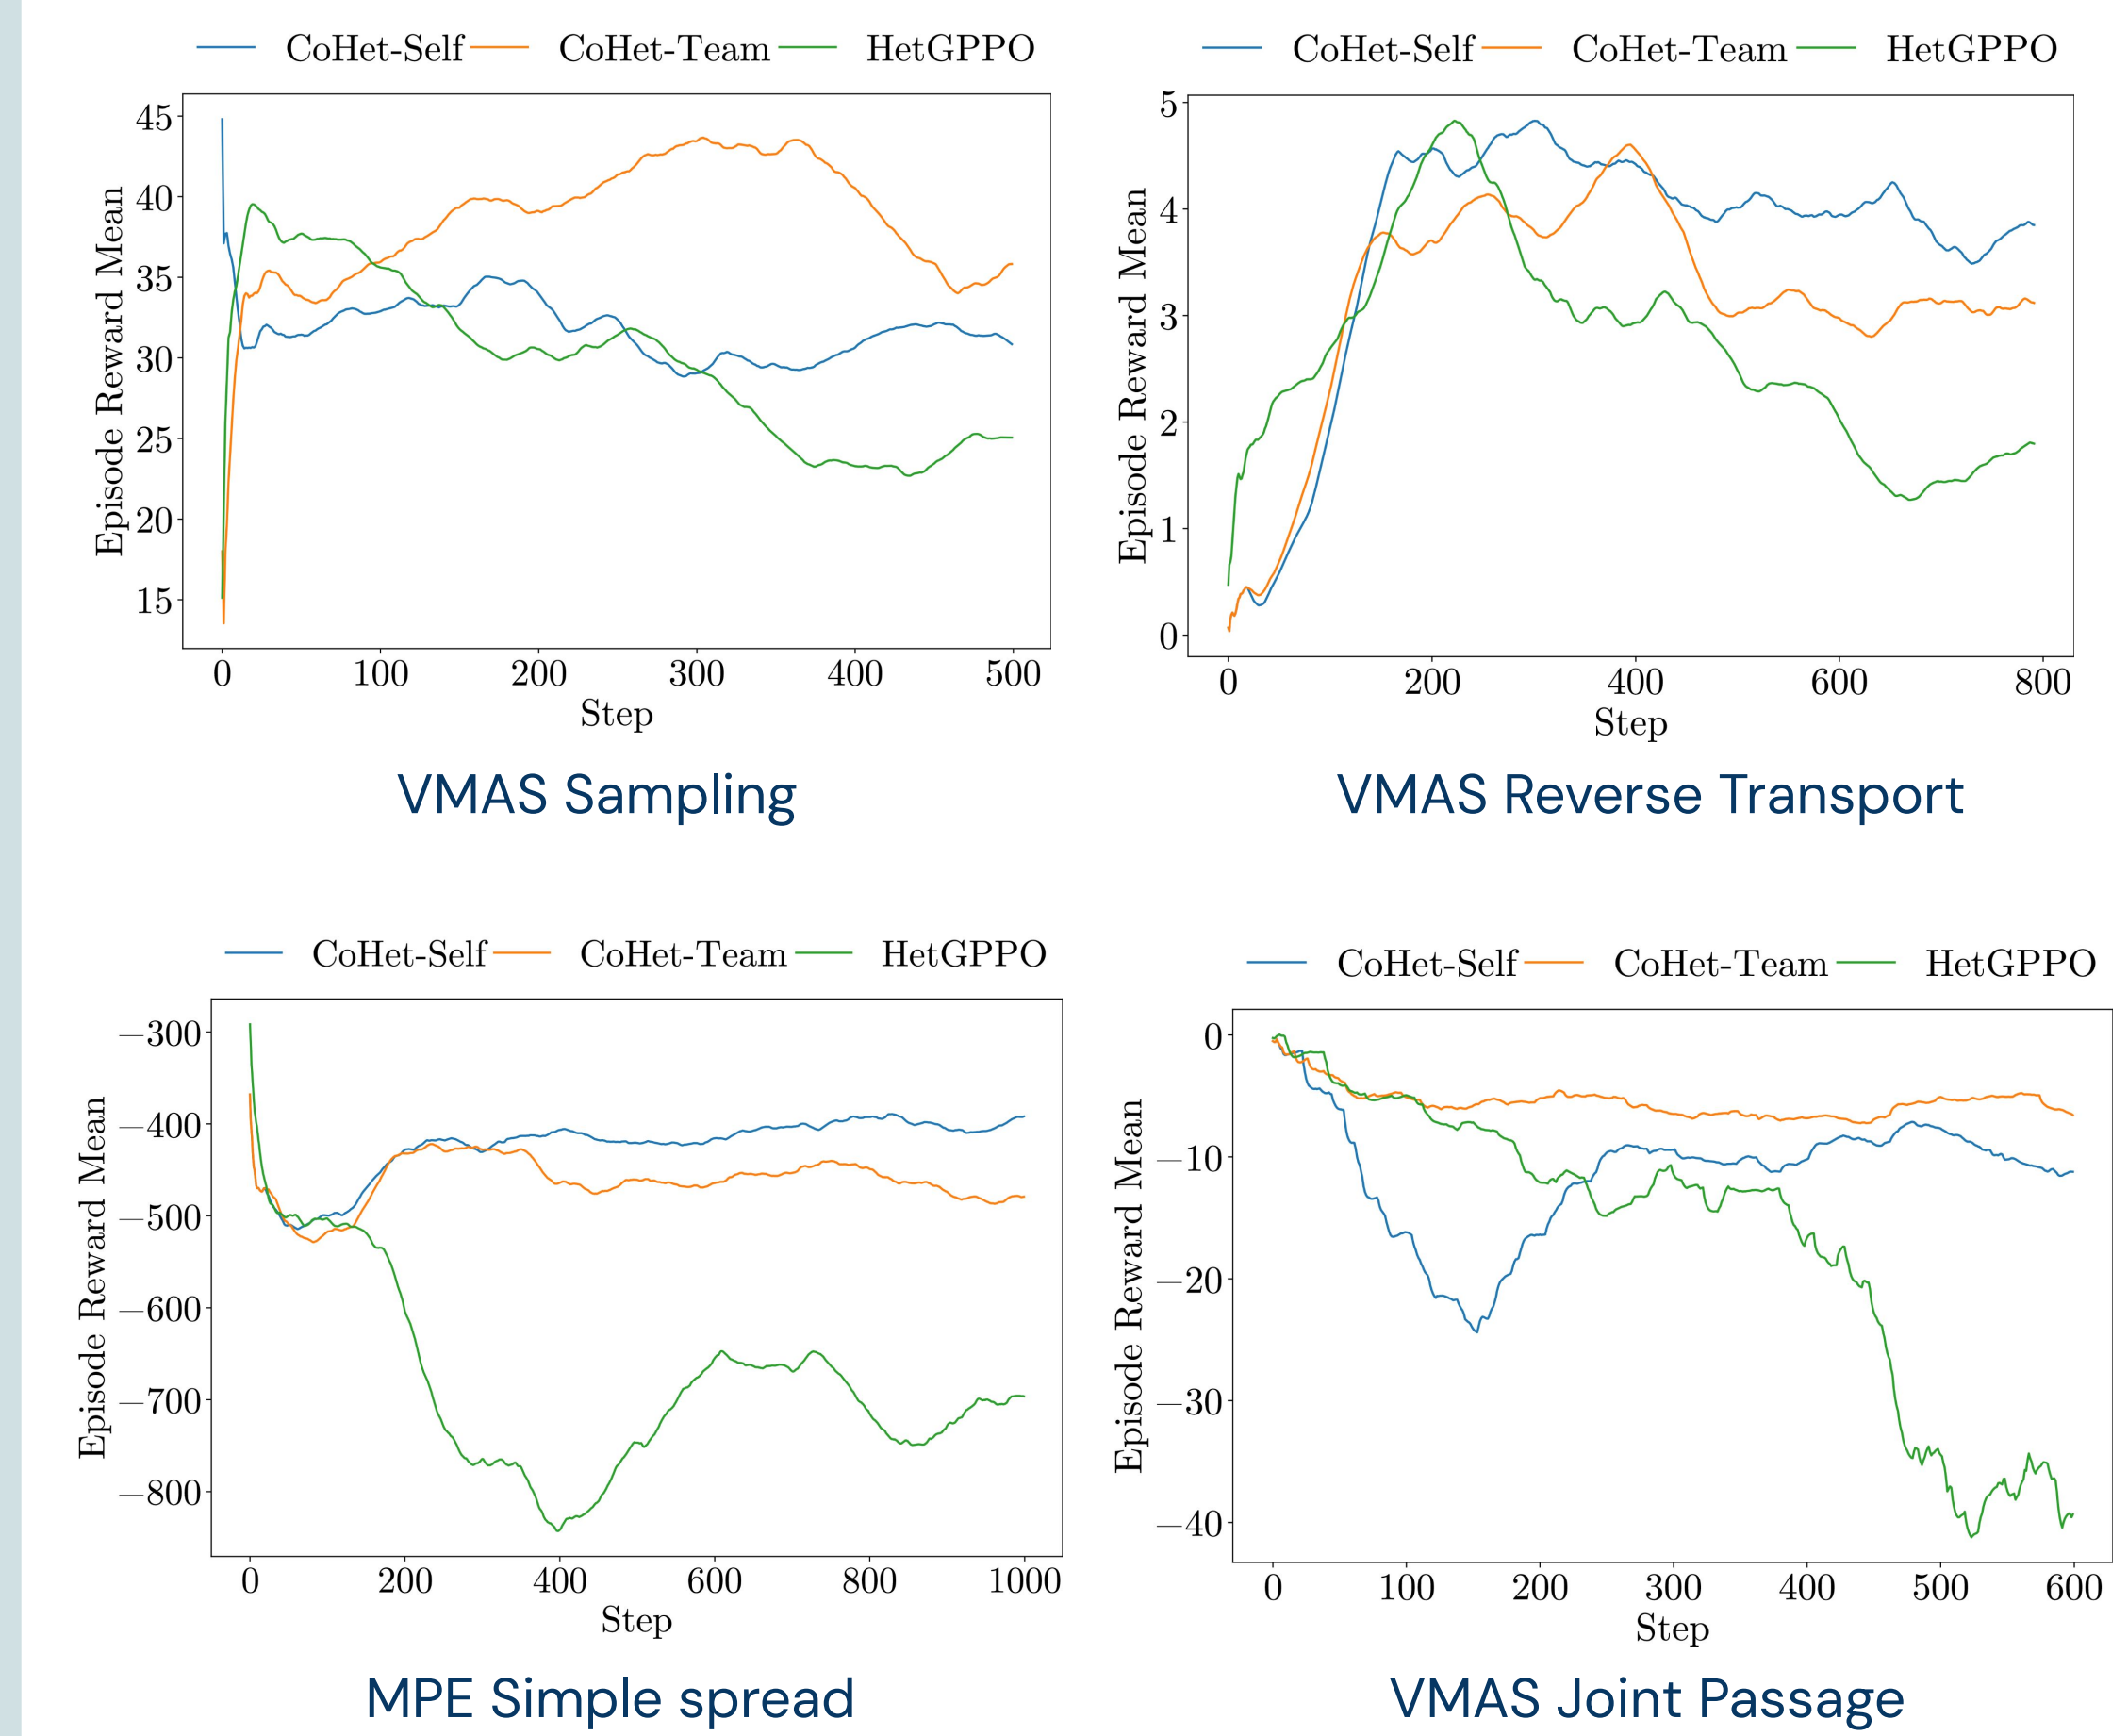 CoHet-Self CoHet-Team HetGPPO
45
40
35
30
25
20
15
Episode Reward Mean
0 100 200 300 400 500
Step
VMAS Sampling
CoHet-Self CoHet-Team HetGPPO
5
4
3
2
1
0
Episode Reward Mean
0 200 400 600 800
Step
VMAS Reverse Transport
CoHet-Self CoHet-Team HetGPPO
−300
−400
−500
−600
−700
−800
Episode Reward Mean
0 200 400 600 800 1000
Step
MPE Simple spread
CoHet-Self CoHet-Team HetGPPO
0
−10
−20
−30
−40
Episode Reward Mean
0 100 200 300 400 500 600
Step
VMAS Joint Passage